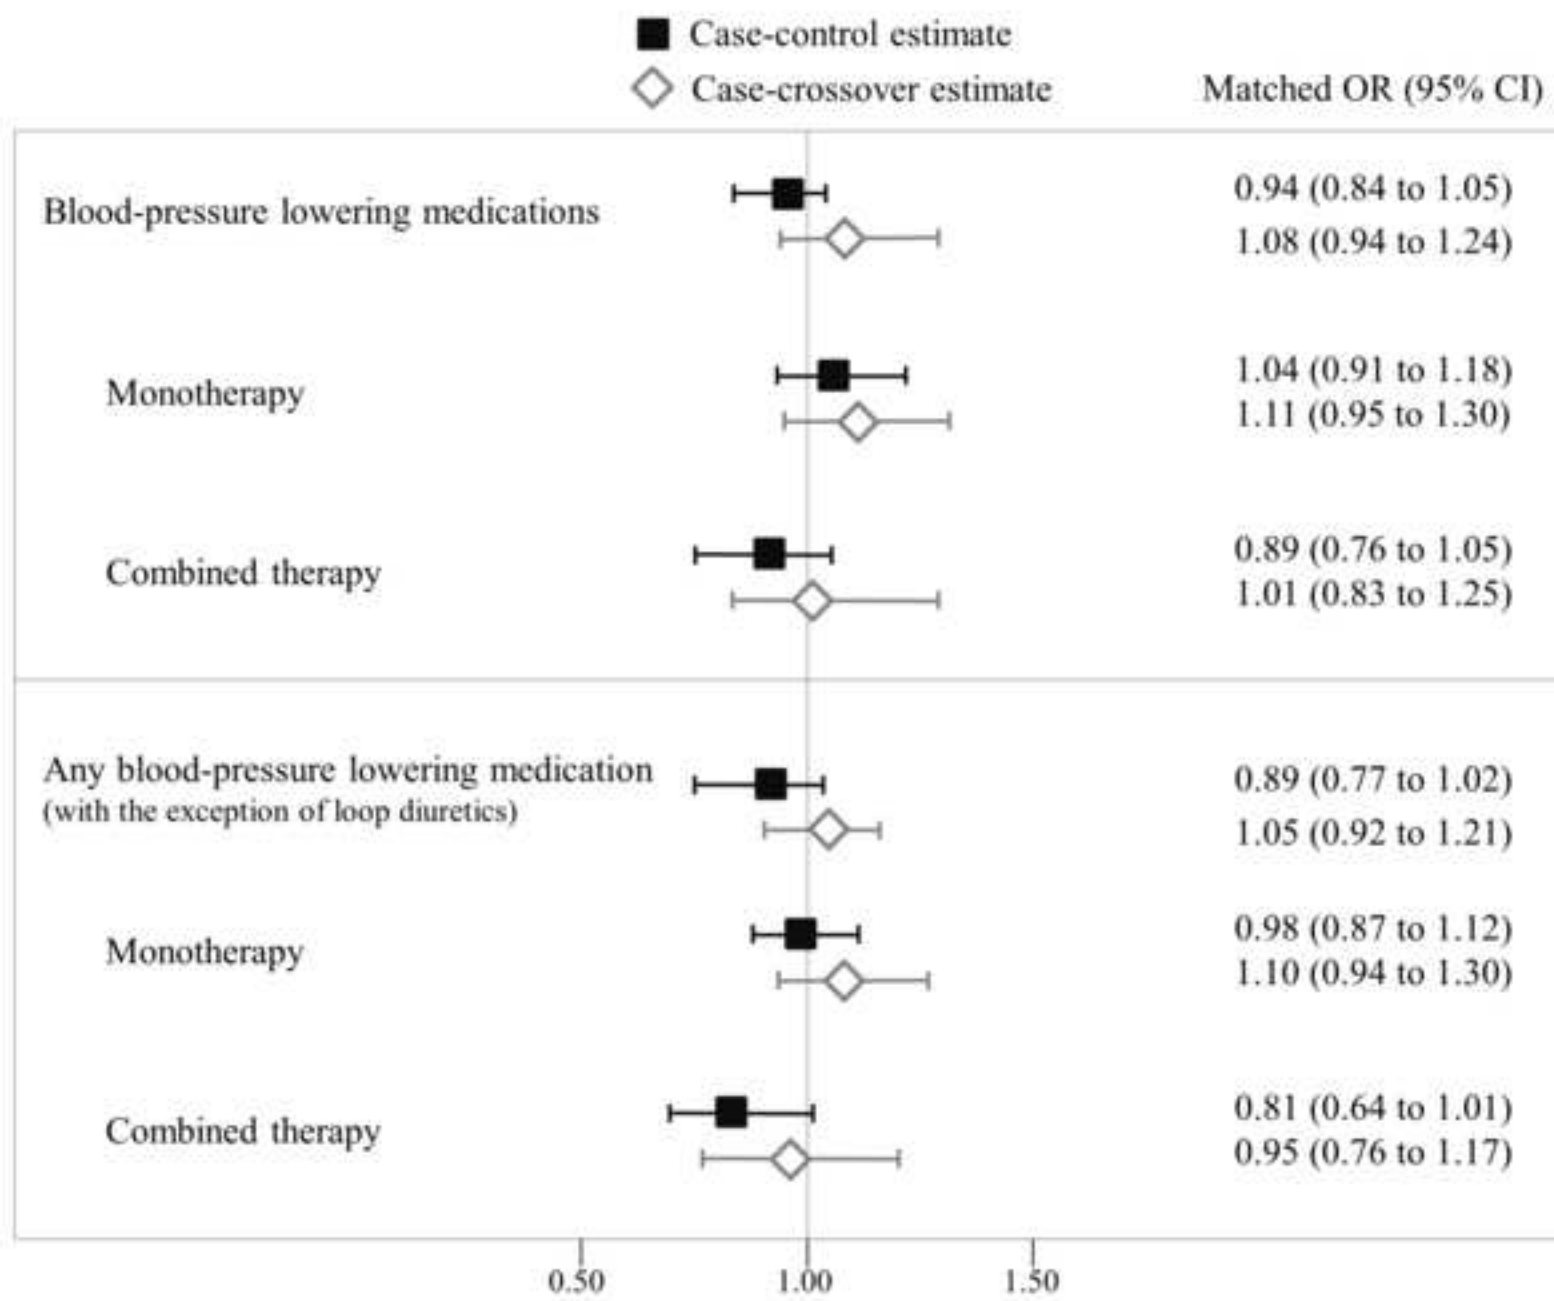 Case-control estimate
Case-crossover estimate Matched OR (95% CI)
Blood-pressure lowering medications 0.94 (0.84 to 1.05)
1.08 (0.94 to 1.24)
Monotherapy 1.04 (0.91 to 1.18)
1.11 (0.95 to 1.30)
Combined therapy 0.89 (0.76 to 1.05)
1.01 (0.83 to 1.25)
Any blood-pressure lowering medication 0.89 (0.77 to 1.02)
(with the exception of loop diuretics) 1.05 (0.92 to 1.21)
Monotherapy 0.98 (0.87 to 1.12)
1.10 (0.94 to 1.30)
Combined therapy 0.81 (0.64 to 1.01)
0.95 (0.76 to 1.17)
0.50 1.00 1.50